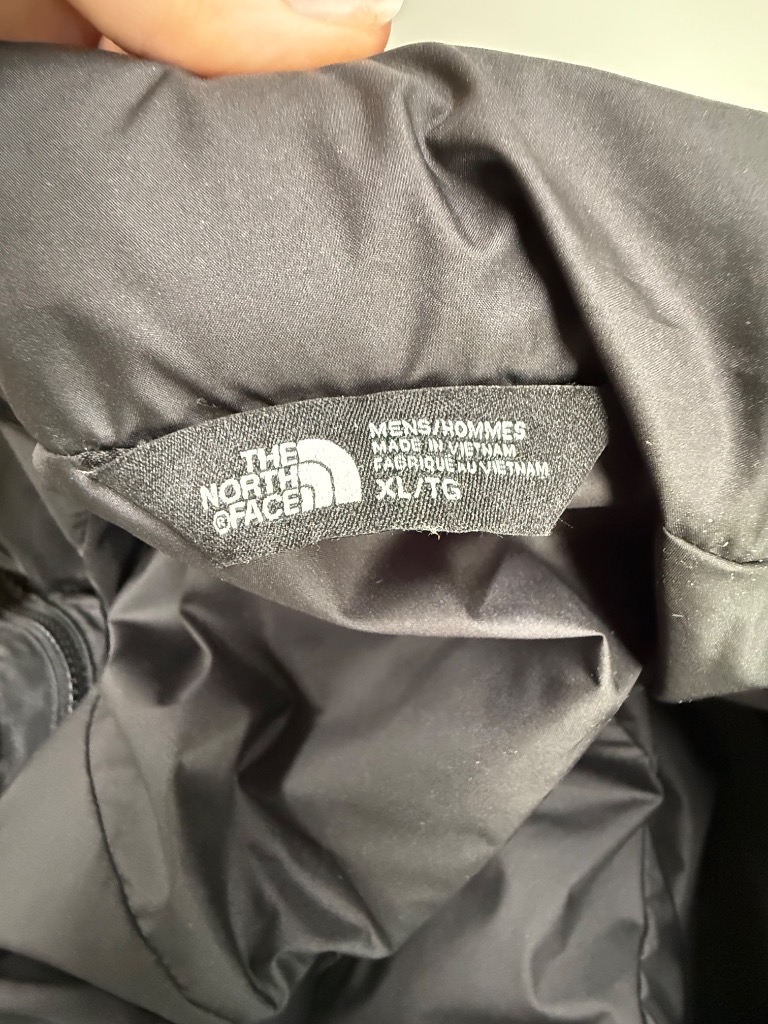 THE
NORTH
®FACE
MENS/HOMMES
MADE IN VIETNAM
FABRIQUE AU VIETNAM
XL/TG